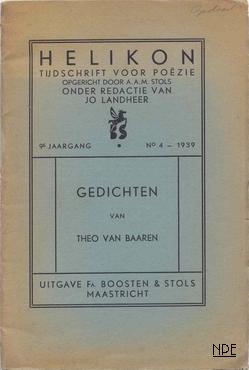 HELIKON
TIJDSCHRIFT VOOR POËZIE
OPGERICHT DOOR A.A.M. STOLS
ONDER REDACTIE VAN
JO LANDHEER
9E JAARGANG • No. 4 – 1939
GEDICHTEN
VAN
THEO VAN BAAREN
UITGAVE FA. BOOSTEN & STOLS
MAASTRICHT
NPE